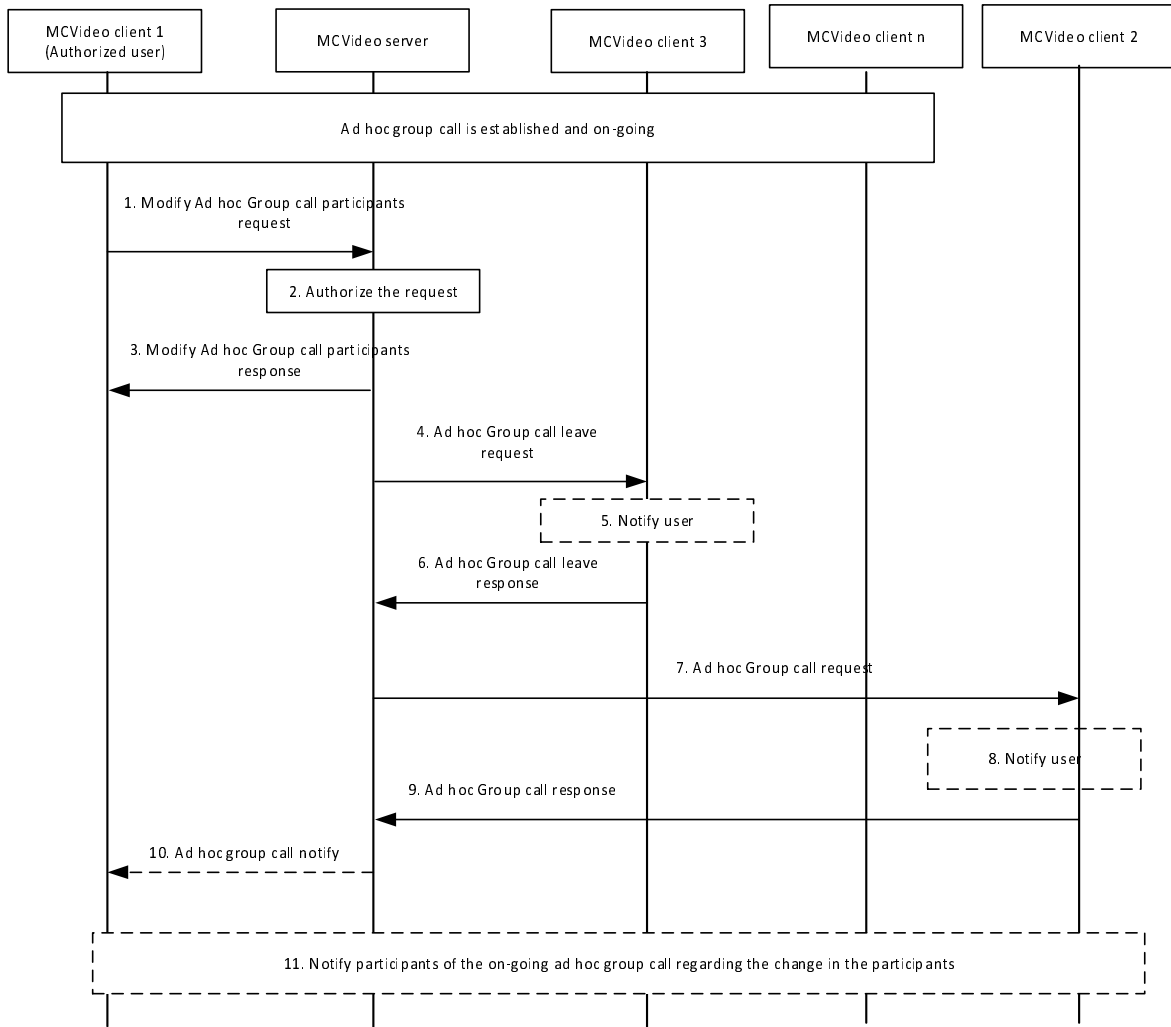 MCVideo client 1
(Authorized user)
MCVideo server
MCVideo client 3
MCVideo client n
MCVideo client 2
Ad hoc group call is established and on-going
1. Modify Ad hoc Group call participants
request
2. Authorize the request
3. Modify Ad hoc Group call participants
response
4. Ad hoc Group call leave
request
5. Notify user
6. Ad hoc Group call leave
response
7. Ad hoc Group call request
8. Notify user
9. Ad hoc Group call response
10. Ad hoc group call notify
11. Notify participants of the on-going ad hoc group call regarding the change in the participants